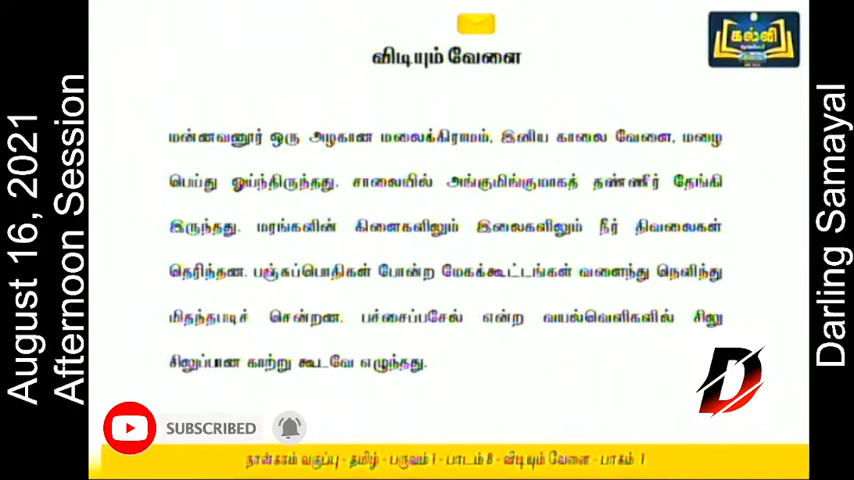 விடியும் வேளை
கல்வி
மன்னவனூர் ஒரு அழகான மலைக்கிராமம், இனிய காலை வேளை, மழை
பெய்து ஓய்ந்திருந்தது. சாலையில் அங்குமிங்குமாகத் தண்ணீர் தேங்கி
இருந்தது. மரங்களின் கிளைகளிலும் இலைகளிலும் நீர் திவலைகள்
தெரிந்தன. பஞ்சுப்பொதிகள் போன்ற மேகக்கூட்டங்கள் வளைந்து நெலிந்து
மிதந்தபடிச் சென்றன. பச்சைப்பசேல் என்ற வயல்வெளிகளில் சிலு
சிலுப்பான காற்று கூடவே எழுந்தது.
D
SUBSCRIBED
நான்காம் வகுப்பு - தமிழ் - பருவம் 1 - பாடம் 8 - விடியும் வேளை - பாகம் 1
August 16, 2021
Afternoon Session
Darling Samayal